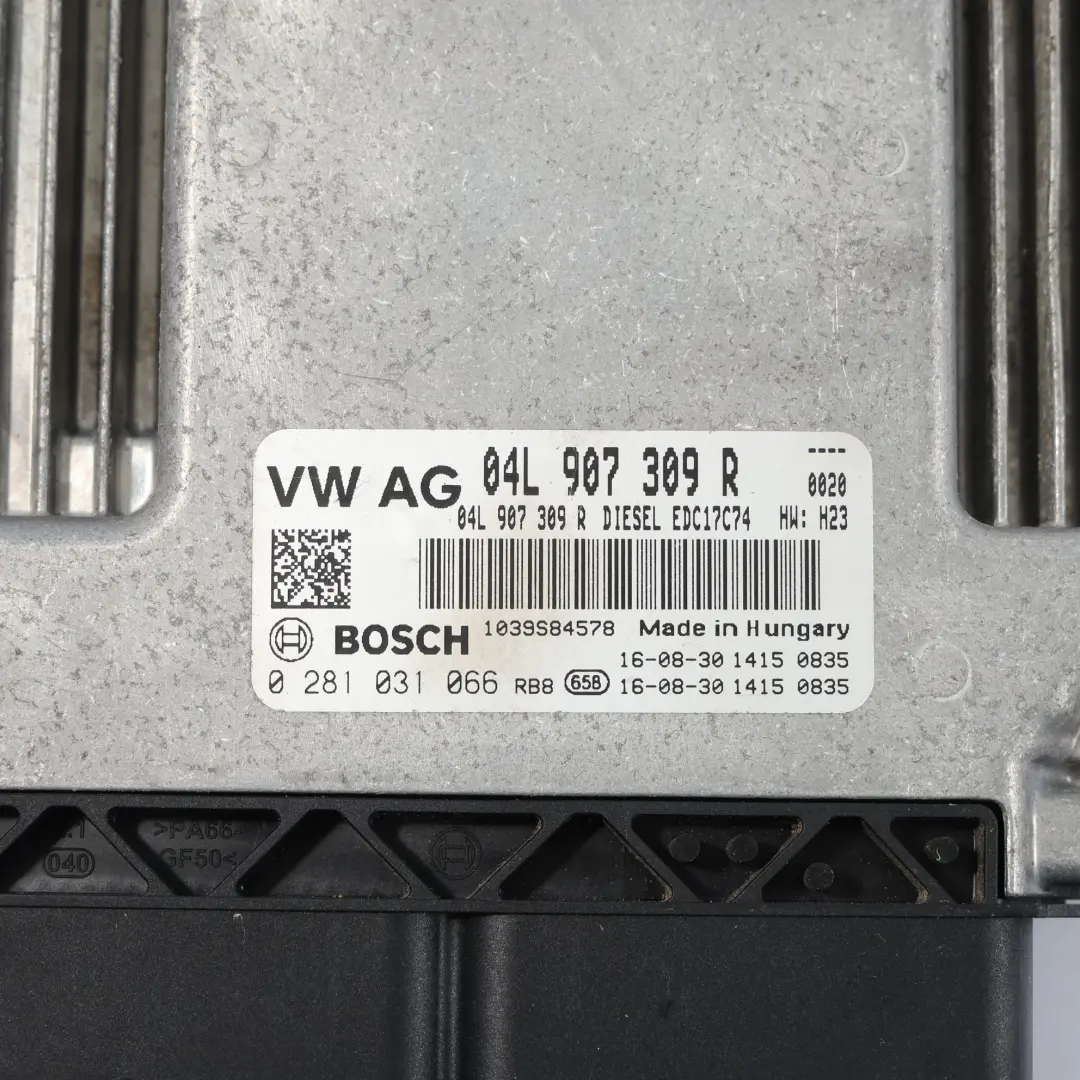 VW AG 04L 907 309 R ----
0020
04L 907 309 R DIESEL EDC17C74 HW: H23
BOSCH 1039S84578 Made in Hungary
16-08-30 1415 0835
0 281 031 066 RB8 65B 16-08-30 1415 0835
>PA66-
GF50<
040